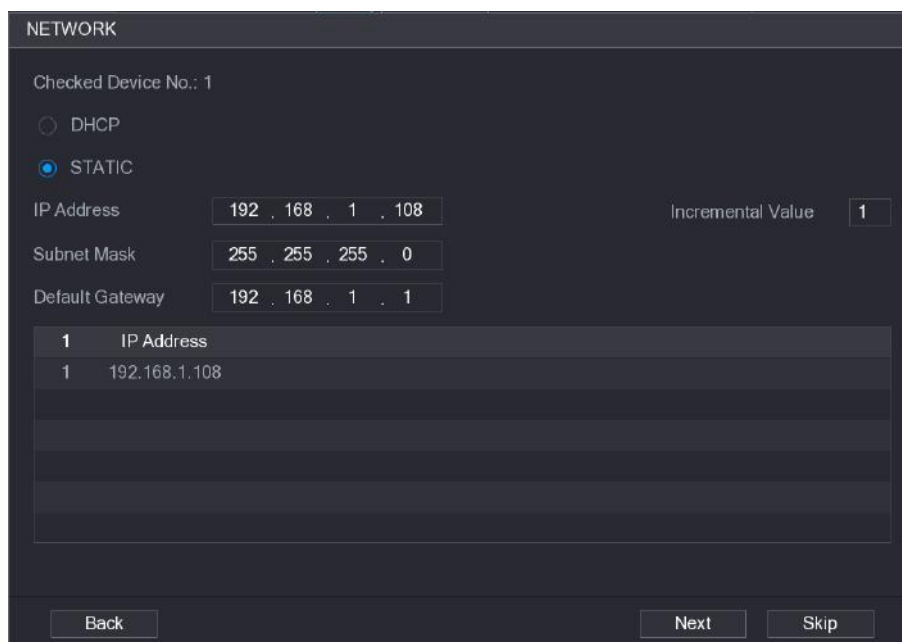 NETWORK
Checked Device No.: 1
DHCP
STATIC
IP Address 192 . 168 . 1 . 108 Incremental Value 1
Subnet Mask 255 . 255 . 255 . 0
Default Gateway 192 . 168 . 1 . 1
1 IP Address
1 192.168.1.108
Back Next Skip